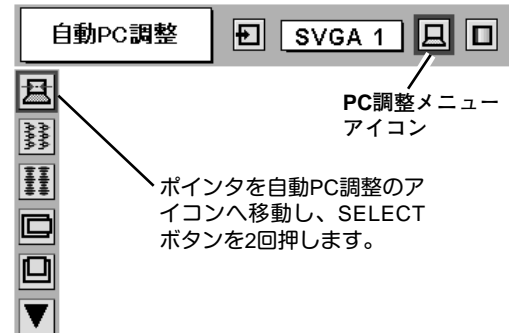 自動PC調整
SVGA 1
PC調整メニュー
アイコン
ポインタを自動PC調整のア
イコンへ移動し、SELECT
ボタンを2回押します。